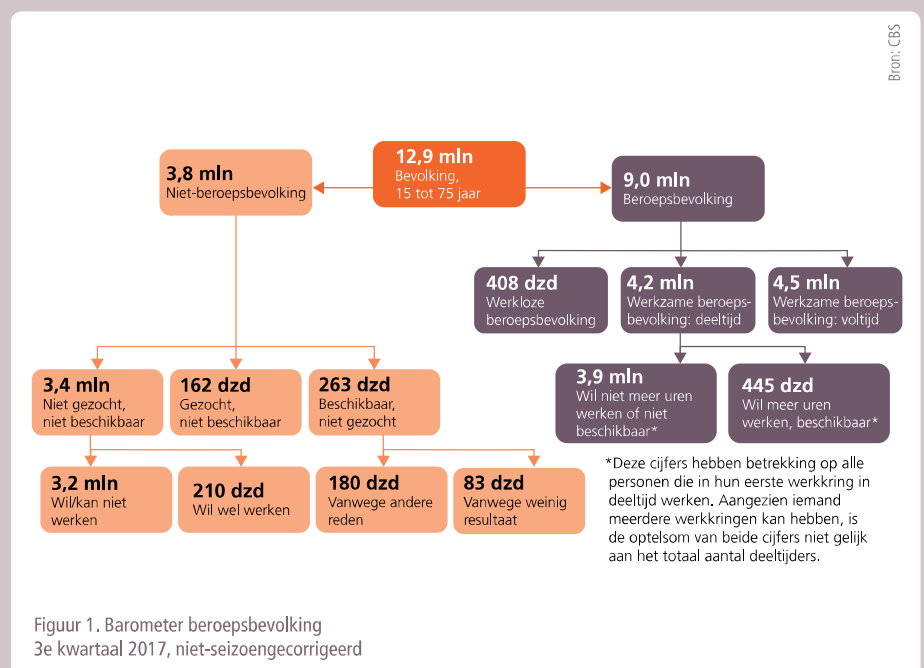 Bron: CBS
12,9 mln
Bevolking,
15 tot 75 jaar
3,8 mln
Niet-beroepsbevolking
9,0 mln
Beroepsbevolking
408 dzd
Werkloze
beroepsbevolking
4,2 mln
Werkzame beroeps-
bevolking: deeltijd
4,5 mln
Werkzame beroeps-
bevolking: voltijd
3,4 mln
Niet gezocht,
niet beschikbaar
162 dzd
Gezocht,
niet beschikbaar
263 dzd
Beschikbaar,
niet gezocht
3,9 mln
Wil niet meer uren
werken of niet
beschikbaar*
445 dzd
Wil meer uren
werken, beschikbaar*
3,2 mln
Wil/kan niet
werken
210 dzd
Wil wel werken
180 dzd
Vanwege andere
reden
83 dzd
Vanwege weinig
resultaat
*Deze cijfers hebben betrekking op alle
personen die in hun eerste werkkring in
deeltijd werken. Aangezien iemand
meerdere werkkringen kan hebben, is
de optelsom van beide cijfers niet gelijk
aan het totaal aantal deeltijders.
Figuur 1. Barometer beroepsbevolking
3e kwartaal 2017, niet-seizoengecorrigeerd